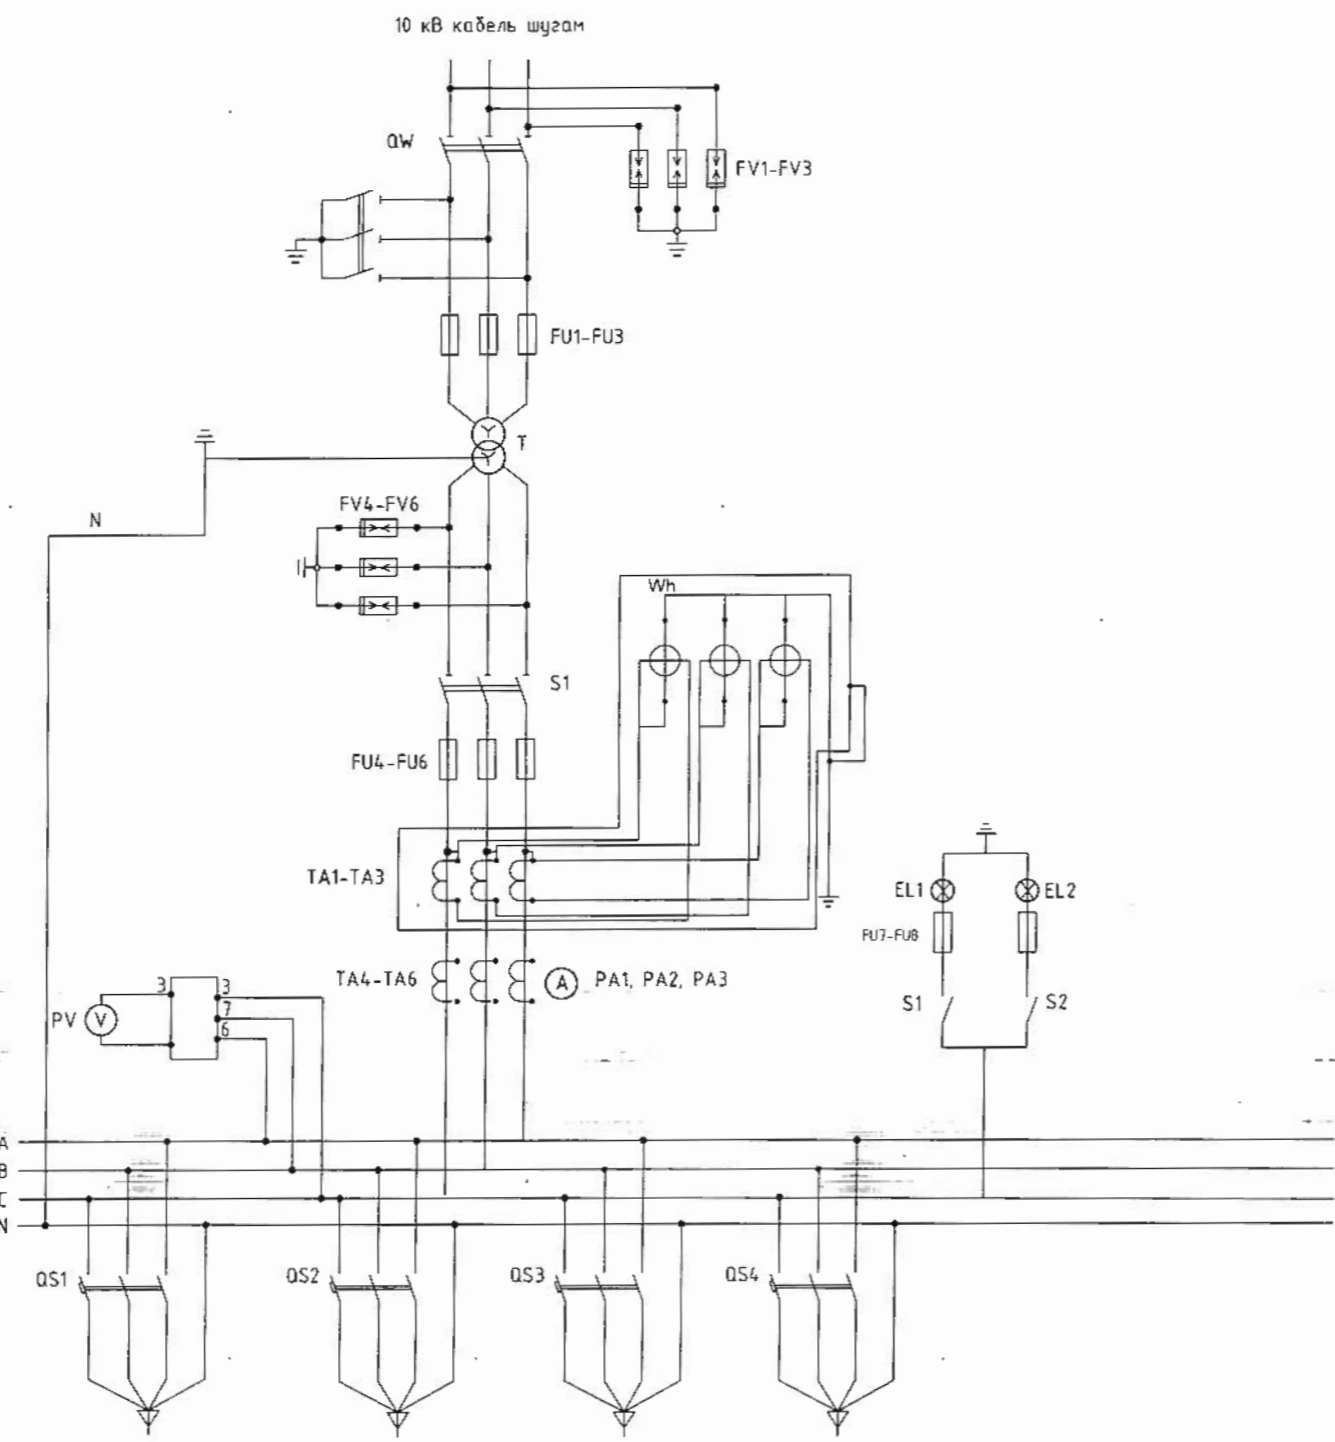 10 кВ кабель шугам
QW
FV1-FV3
FU1-FU3
T
FV4-FV6
N
Wh
S1
FU4-FU6
TA1-TA3
EL1
EL2
FU7-FU8
TA4-TA6
A
PA1, PA2, PA3
3
3
7
6
PV
V
S1
S2
A
B
C
N
QS1
QS2
QS3
QS4